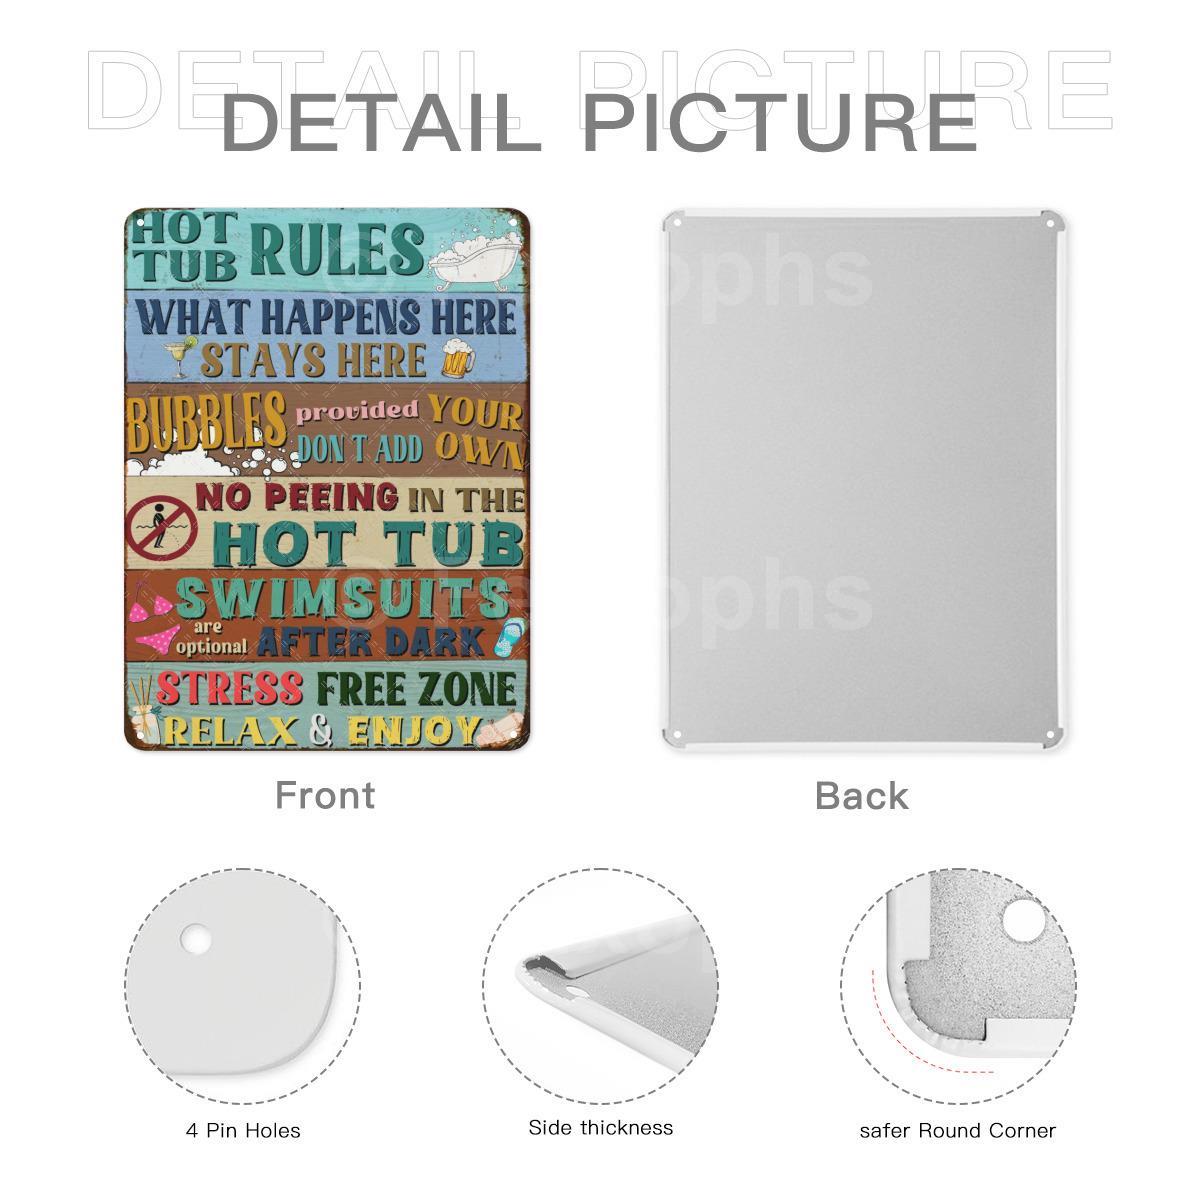 DETAIL PICTURE
DETAIL PICTURE
HOT TUB RULES
WHAT HAPPENS HERE
STAYS HERE
BUBBLES provided YOUR
DON T ADD OWN
NO PEEING IN THE
HOT TUB
SWIMSUITS
are
optional AFTER DARK
STRESS FREE ZONE
RELAX & ENJOY
Front
Back
4 Pin Holes
Side thickness
safer Round Corner